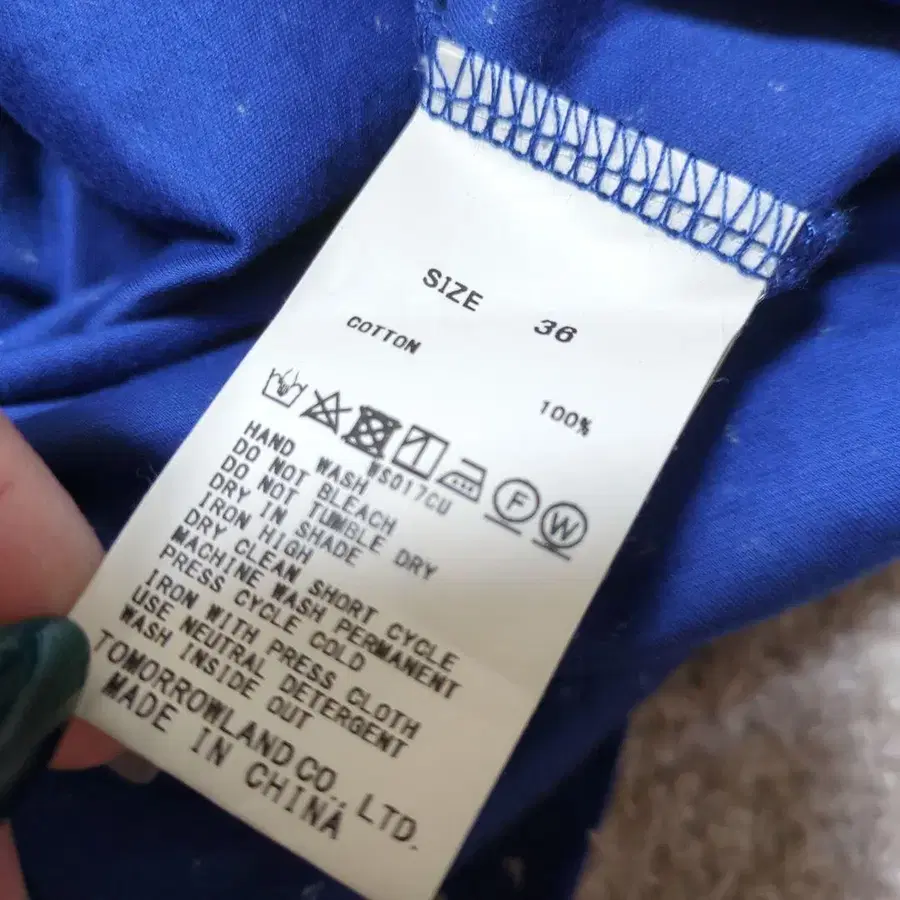 SIZE 36
COTTON 100%
F W
WS017CU
HAND WASH
DO NOT BLEACH
DO NOT TUMBLE DRY
DRY IN SHADE
IRON HIGH
DRY CLEAN SHORT CYCLE
MACHINE WASH PERMANENT
PRESS CYCLE COLD
IRON WITH PRESS CLOTH
USE NEUTRAL DETERGENT
WASH INSIDE OUT
TOMORROWLAND CO., LTD.
MADE IN CHINA